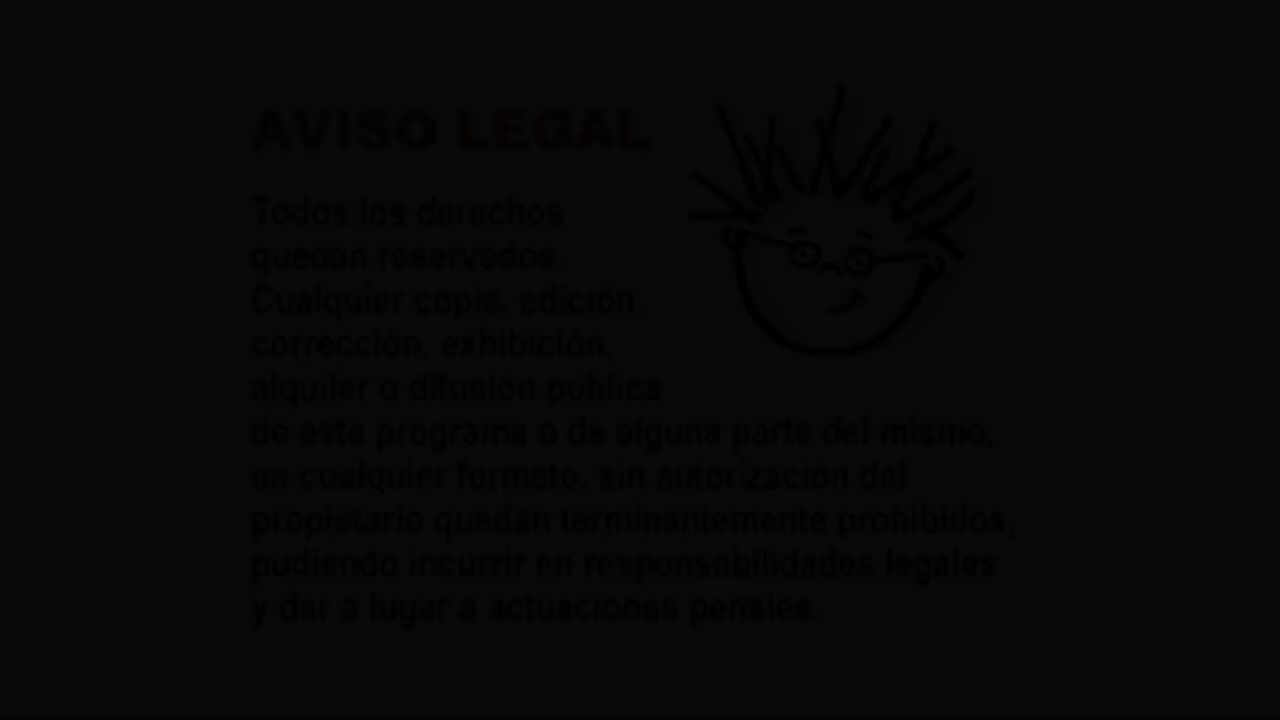 AVISO LEGAL
Todos los derechos
quedan reservados.
Cualquier copia, edición,
corrección, exhibición,
alquiler o difusión pública
de este programa o de alguna parte del mismo,
en cualquier formato, sin autorización del
propietario quedan terminantemente prohibidos,
pudiendo incurrir en responsabilidades legales
y dar a lugar a actuaciones penales.